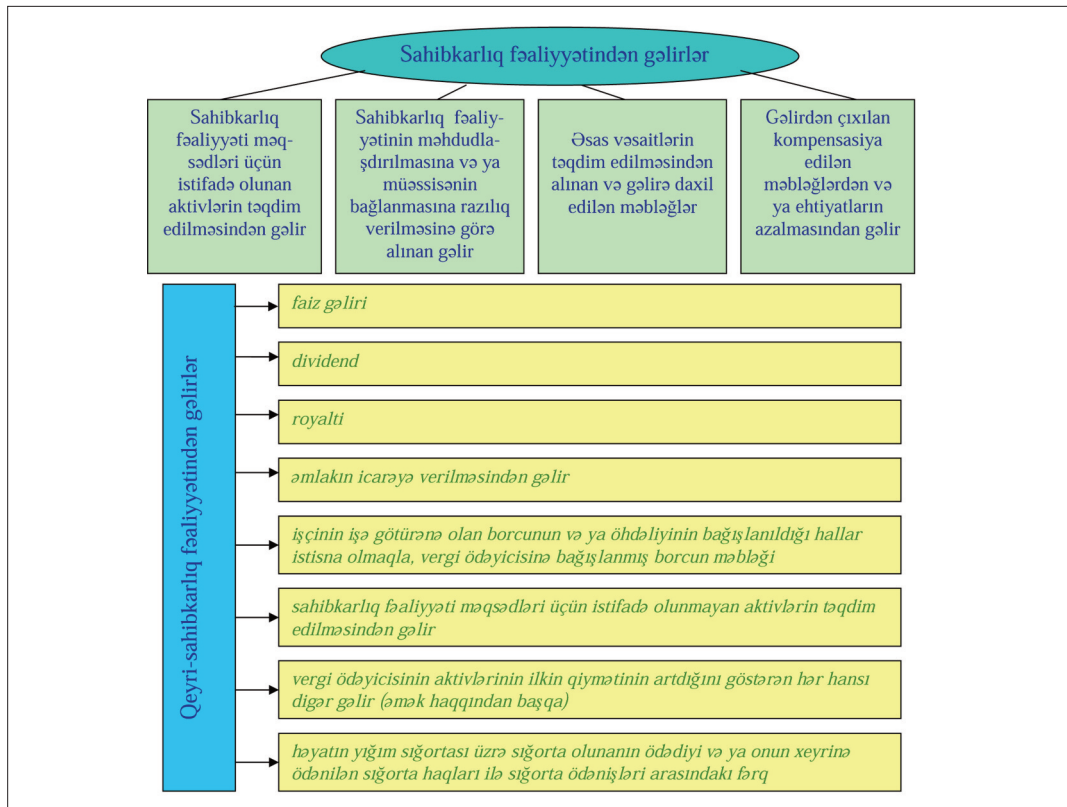 Sahibkarlıq fəaliyyətindən gəlirlər
Sahibkarlıq
fəaliyyəti məq-
sədləri üçün
istifadə olunan
aktivlərin təqdim
edilməsindən gəlir
Sahibkarlıq fəaliy-
yətinin məhdudla-
şdırılmasına və ya
müəssisənin
bağlanmasına razılıq
verilməsinə görə
alınan gəlir
Əsas vəsaitlərin
təqdim edilməsindən
alınan və gəlirə daxil
edilən məbləğlər
Gəlirdən çıxılan
kompensasiya
edilən
məbləğlərdən və
ya ehtiyatların
azalmasından gəlir
Qeyri-sahibkarlıq fəaliyyətindən gəlirlər
faiz gəliri
dividend
royalti
əmlakın icarəyə verilməsindən gəlir
işçinin işə götürənə olan borcunun və ya öhdəliyinin bağışlanıldığı hallar
istisna olmaqla, vergi ödəyicisinə bağışlanmış borcun məbləği
sahibkarlıq fəaliyyəti məqsədləri üçün istifadə olunmayan aktivlərin təqdim
edilməsindən gəlir
vergi ödəyicisinin aktivlərinin ilkin qiymətinin artdığını göstərən hər hansı
digər gəlir (əmək haqqından başqa)
həyatın yığım sığortası üzrə sığorta olunanın ödədiyi və ya onun xeyrinə
ödənilən sığorta haqları ilə sığorta ödənişləri arasındakı fərq